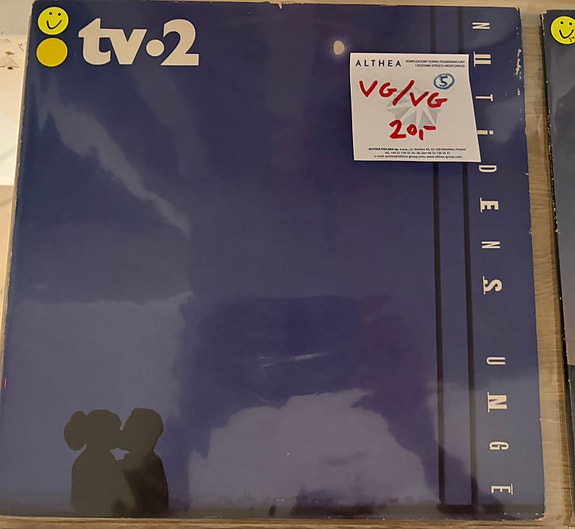 tv·2
ALTHEA
VG/VG
5
20,-
NUTiDENS UNGE